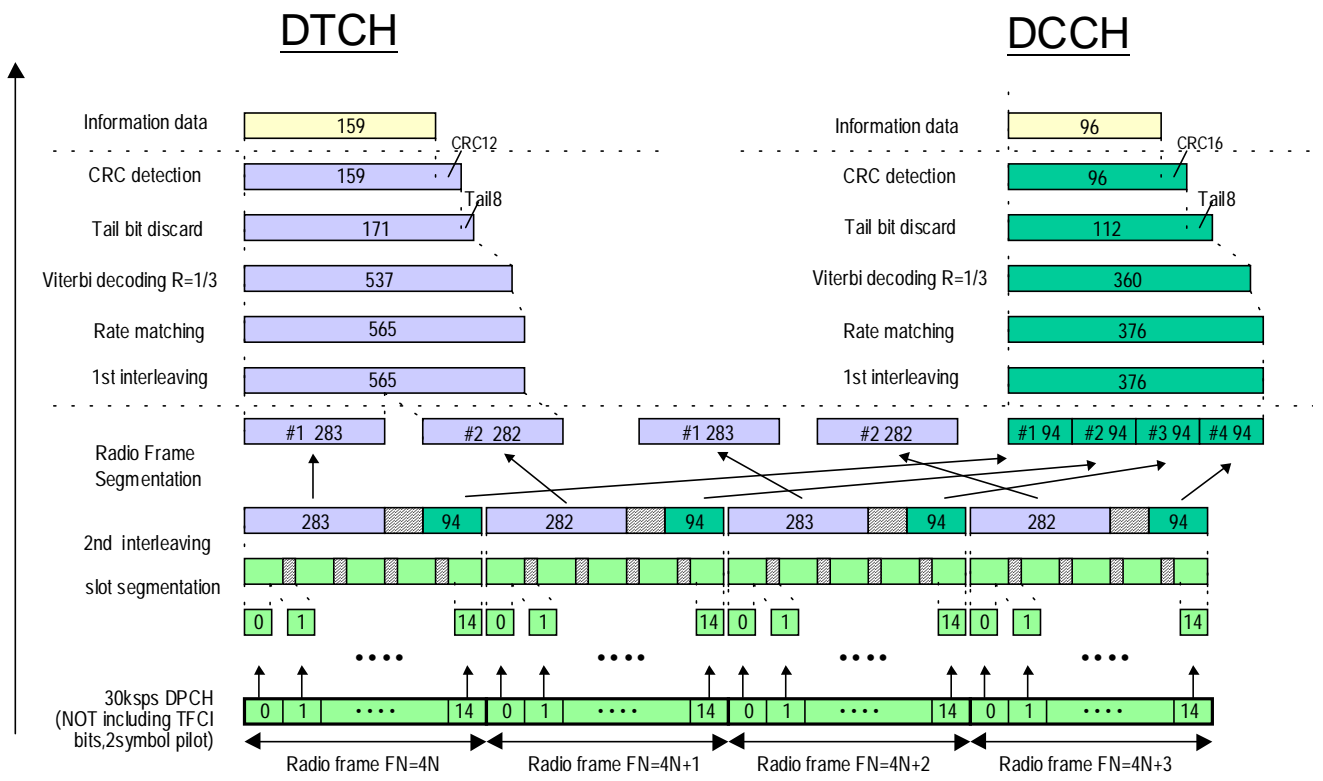 DTCH DCCH
Information data 159 Information data 96
CRC12 CRC16
CRC detection 159 CRC detection 96
Tail8 Tail8
Tail bit discard 171 Tail bit discard 112
Viterbi decoding R=1/3 537 Viterbi decoding R=1/3 360
Rate matching 565 Rate matching 376
1st interleaving 565 1st interleaving 376
#1 283 #2 282 #1 283 #2 282 #1 94 #2 94 #3 94 #4 94
Radio Frame
Segmentation
283 94 282 94 283 94 282 94
2nd interleaving
slot segmentation
0 1 14 0 1 14 0 1 14 0 1 14
•••• •••• •••• ••••
30ksps DPCH
(NOT including TFCI
bits,2symbol pilot)
0 1 •••• 14 0 1 •••• 14 0 1 •••• 14 0 1 •••• 14
Radio frame FN=4N Radio frame FN=4N+1 Radio frame FN=4N+2 Radio frame FN=4N+3